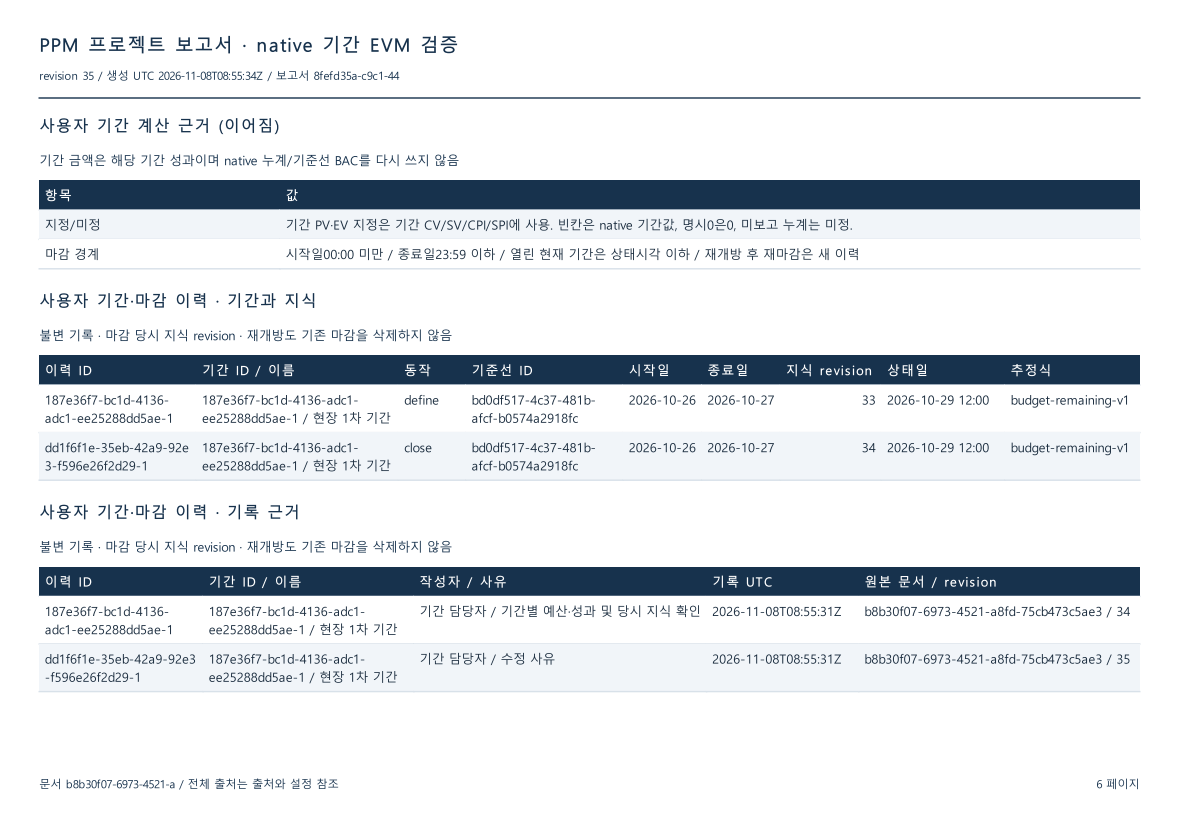 PPM 프로젝트 보고서 · native 기간 EVM 검증
revision 35 / 생성 UTC 2026-11-08T08:55:34Z / 보고서 8fefd35a-c9c1-44
사용자 기간 계산 근거 (이어짐)
기간 금액은 해당 기간 성과이며 native 누계/기준선 BAC를 다시 쓰지 않음
항목 값
지정/미정 기간 PV·EV 지정은 기간 CV/SV/CPI/SPI에 사용. 빈칸은 native 기간값, 명시0은0, 미보고 누계는 미정.
마감 경계 시작일00:00 미만 / 종료일23:59 이하 / 열린 현재 기간은 상태시각 이하 / 재개방 후 재마감은 새 이력
사용자 기간·마감 이력 · 기간과 지식
불변 기록 · 마감 당시 지식 revision · 재개방도 기존 마감을 삭제하지 않음
이력 ID 기간 ID / 이름 동작 기준선 ID 시작일 종료일 지식 revision 상태일 추정식
187e36f7-bc1d-4136- 187e36f7-bc1d-4136-adc1- define bd0df517-4c37-481b- 2026-10-26 2026-10-27 33 2026-10-29 12:00 budget-remaining-v1
adc1-ee25288dd5ae-1 ee25288dd5ae-1 / 현장 1차 기간 afcf-b0574a2918fc
dd1f6f1e-35eb-42a9-92e 187e36f7-bc1d-4136-adc1- close bd0df517-4c37-481b- 2026-10-26 2026-10-27 34 2026-10-29 12:00 budget-remaining-v1
3-f596e26f2d29-1 ee25288dd5ae-1 / 현장 1차 기간 afcf-b0574a2918fc
사용자 기간·마감 이력 · 기록 근거
불변 기록 · 마감 당시 지식 revision · 재개방도 기존 마감을 삭제하지 않음
이력 ID 기간 ID / 이름 작성자 / 사유 기록 UTC 원본 문서 / revision
187e36f7-bc1d-4136- 187e36f7-bc1d-4136-adc1- 기간 담당자 / 기간별 예산·성과 및 당시 지식 확인 2026-11-08T08:55:31Z b8b30f07-6973-4521-a8fd-75cb473c5ae3 / 34
adc1-ee25288dd5ae-1 ee25288dd5ae-1 / 현장 1차 기간
dd1f6f1e-35eb-42a9-92e3 187e36f7-bc1d-4136-adc1- 기간 담당자 / 수정 사유 2026-11-08T08:55:31Z b8b30f07-6973-4521-a8fd-75cb473c5ae3 / 35
-f596e26f2d29-1 ee25288dd5ae-1 / 현장 1차 기간
문서 b8b30f07-6973-4521-a / 전체 출처는 출처와 설정 참조 6 페이지